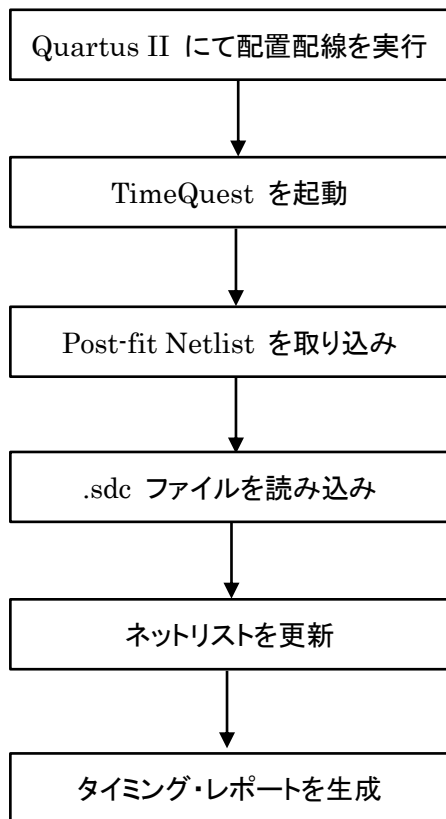 Quartus II にて配置配線を実行
TimeQuest を起動
Post-fit Netlist を取り込み
.sdc ファイルを読み込み
ネットリストを更新
タイミング・レポートを生成